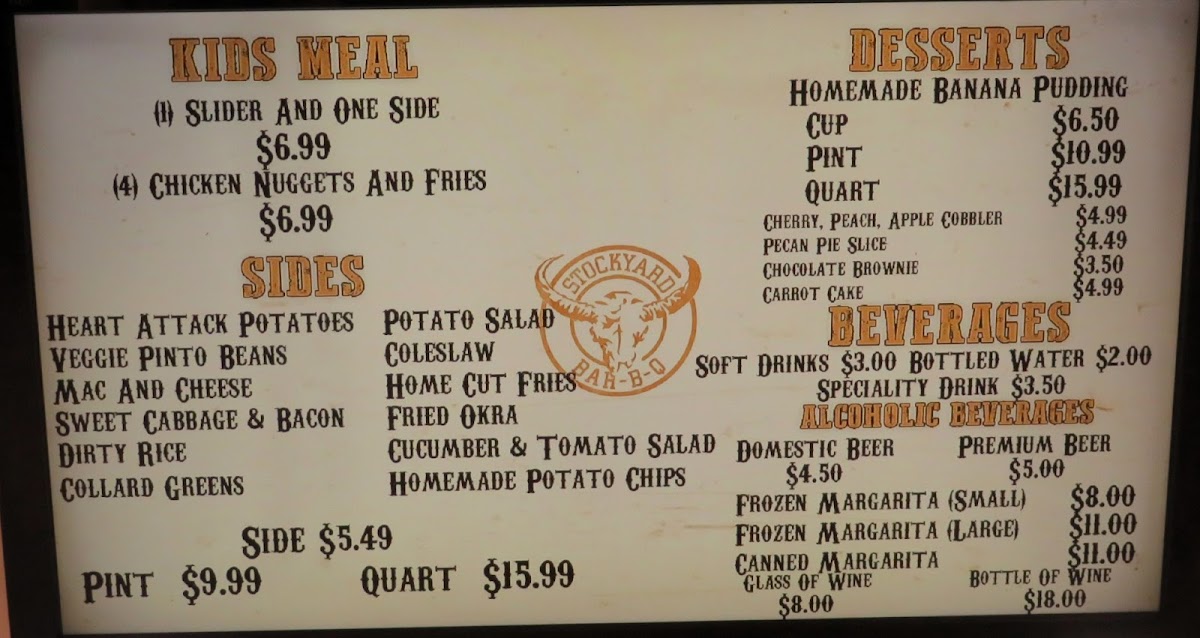 KIDS MEAL
(1) SLIDER AND ONE SIDE
$6.99
(4) CHICKEN NUGGETS AND FRIES
$6.99
SIDES
HEART ATTACK POTATOES
VEGGIE PINTO BEANS
MAC AND CHEESE
SWEET CABBAGE & BACON
DIRTY RICE
COLLARD GREENS
POTATO SALAD
COLESLAW
HOME CUT FRIES
FRIED OKRA
CUCUMBER & TOMATO SALAD
HOMEMADE POTATO CHIPS
SIDE $5.49
PINT $9.99 QUART $15.99
STOCKYARD
BAR-B-Q
DESSERTS
HOMEMADE BANANA PUDDING
CUP $6.50
PINT $10.99
QUART $15.99
CHERRY, PEACH, APPLE COBBLER $4.99
PECAN PIE SLICE $4.49
CHOCOLATE BROWNIE $3.50
CARROT CAKE $4.99
BEVERAGES
SOFT DRINKS $3.00 BOTTLED WATER $2.00
SPECIALITY DRINK $3.50
ALCOHOLIC BEVERAGES
DOMESTIC BEER PREMIUM BEER
$4.50 $5.00
FROZEN MARGARITA (SMALL) $8.00
FROZEN MARGARITA (LARGE) $11.00
CANNED MARGARITA $11.00
GLASS OF WINE BOTTLE OF WINE
$8.00 $18.00